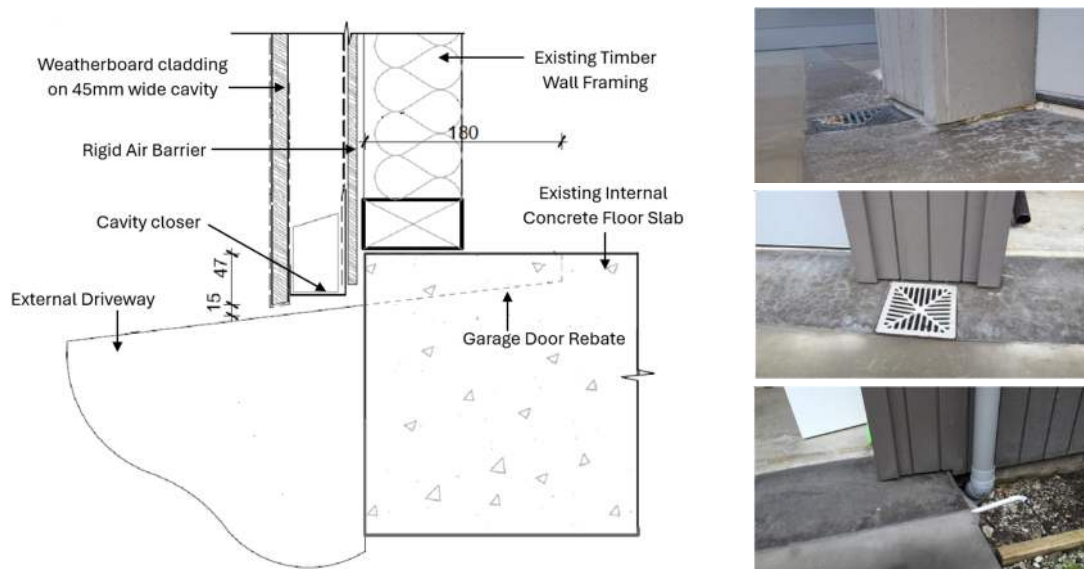 Weatherboard cladding
on 45mm wide cavity
Existing Timber
Wall Framing
180
Rigid Air Barrier
Existing Internal
Concrete Floor Slab
Cavity closer
47
15
External Driveway
Garage Door Rebate